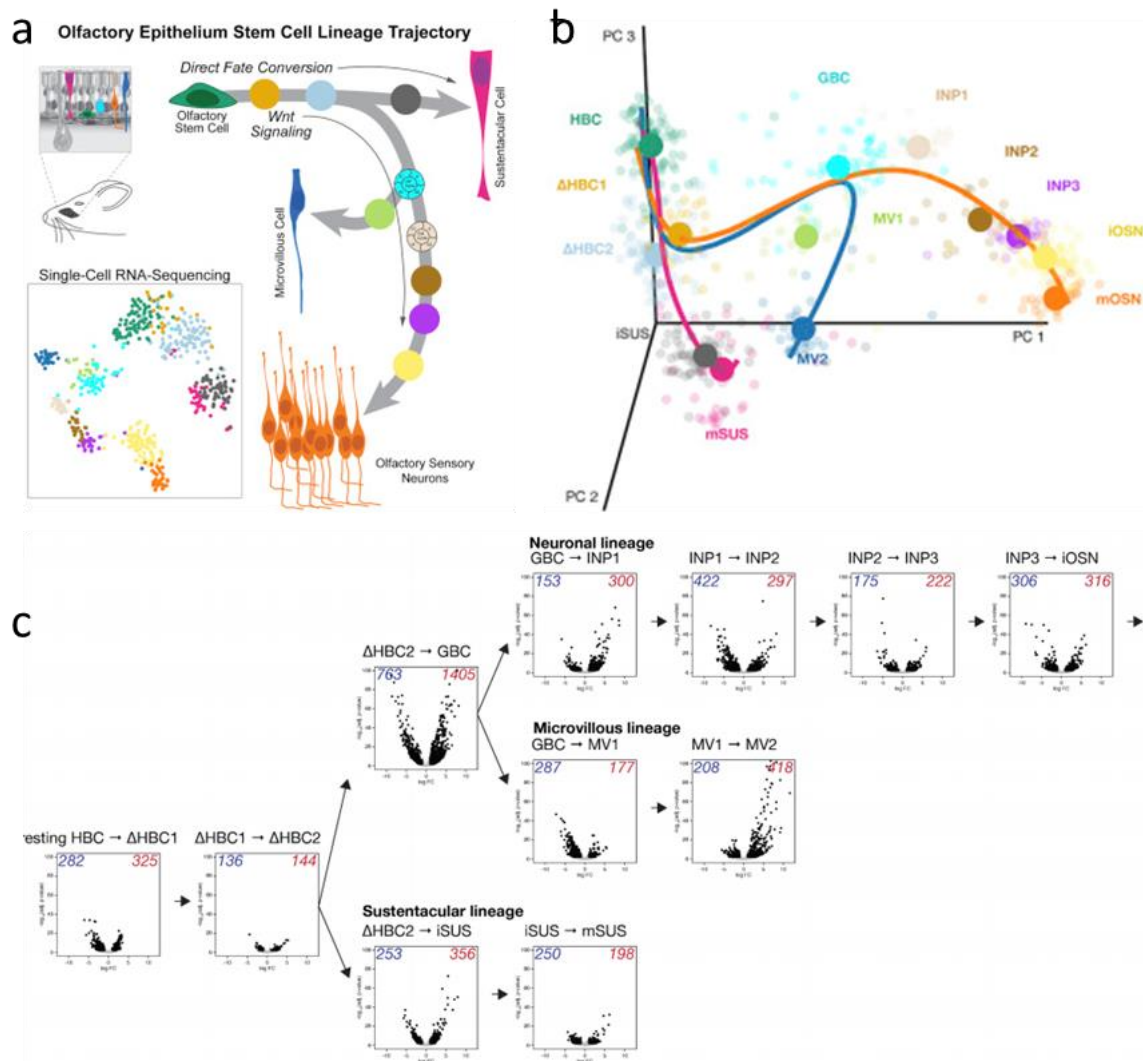 a
Olfactory Epithelium Stem Cell Lineage Trajectory
Direct Fate Conversion
Olfactory
Stem Cell
Wnt
Signaling
Sustentacular Cell
Microvillous Cell
Single-Cell RNA-Sequencing
Olfactory Sensory
Neurons
b
PC 3
GBC
INP1
HBC
INP2
INP3
ΔHBC1
MV1
iOSN
ΔHBC2
mOSN
iSUS
PC 1
MV2
mSUS
PC 2
c
Neuronal lineage
GBC → INP1
153 300
INP1 → INP2
422 297
INP2 → INP3
175 222
INP3 → iOSN
306 316
ΔHBC2 → GBC
763 1405
Microvillous lineage
GBC → MV1
287 177
MV1 → MV2
208 418
resting HBC → ΔHBC1
282 325
ΔHBC1 → ΔHBC2
136 144
Sustentacular lineage
ΔHBC2 → iSUS
253 356
iSUS → mSUS
250 198